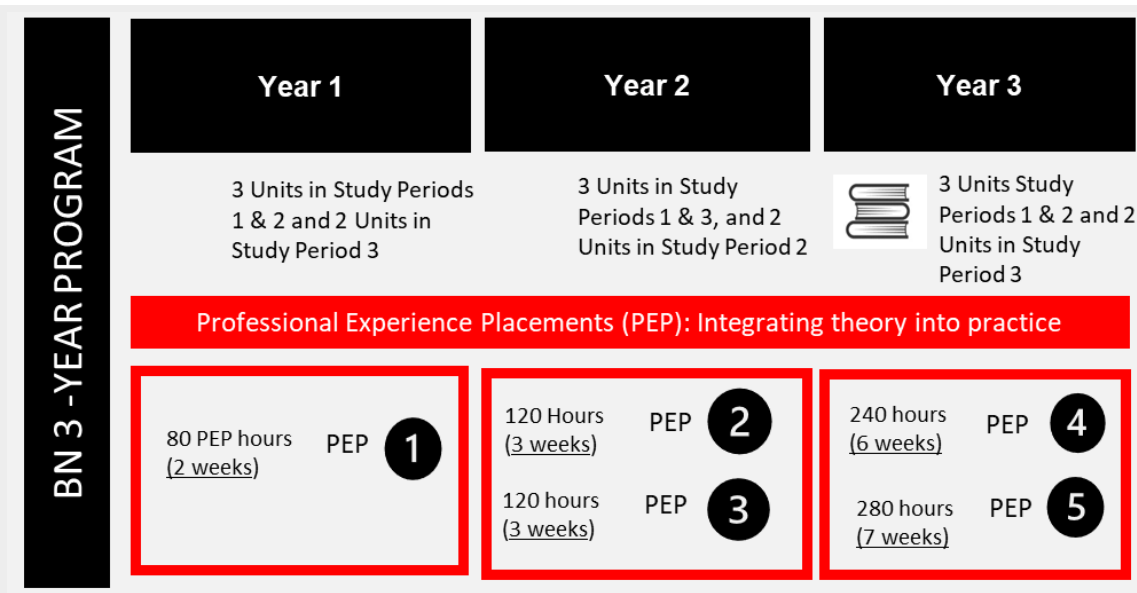 BN 3 -YEAR PROGRAM
Year 1
3 Units in Study Periods
1 & 2 and 2 Units in
Study Period 3
Year 2
3 Units in Study
Periods 1 & 3, and 2
Units in Study Period 2
Year 3
3 Units Study
Periods 1 & 2 and 2
Units in Study
Period 3
Professional Experience Placements (PEP): Integrating theory into practice
80 PEP hours
(2 weeks)
PEP 1
120 Hours
(3 weeks)
PEP 2
120 hours
(3 weeks)
PEP 3
240 hours
(6 weeks)
PEP 4
280 hours
(7 weeks)
PEP 5